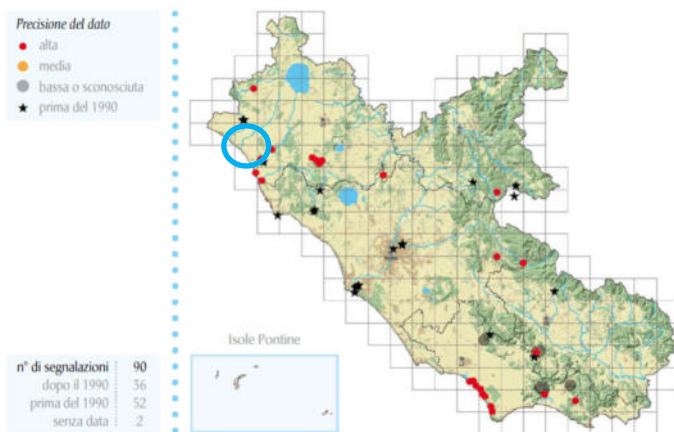 Precisione del dato
alta
media
bassa o sconosciuta
prima del 1990
Isole Pontine
n° di segnalazioni 90
dopo il 1990 36
prima del 1990 52
senza data 2